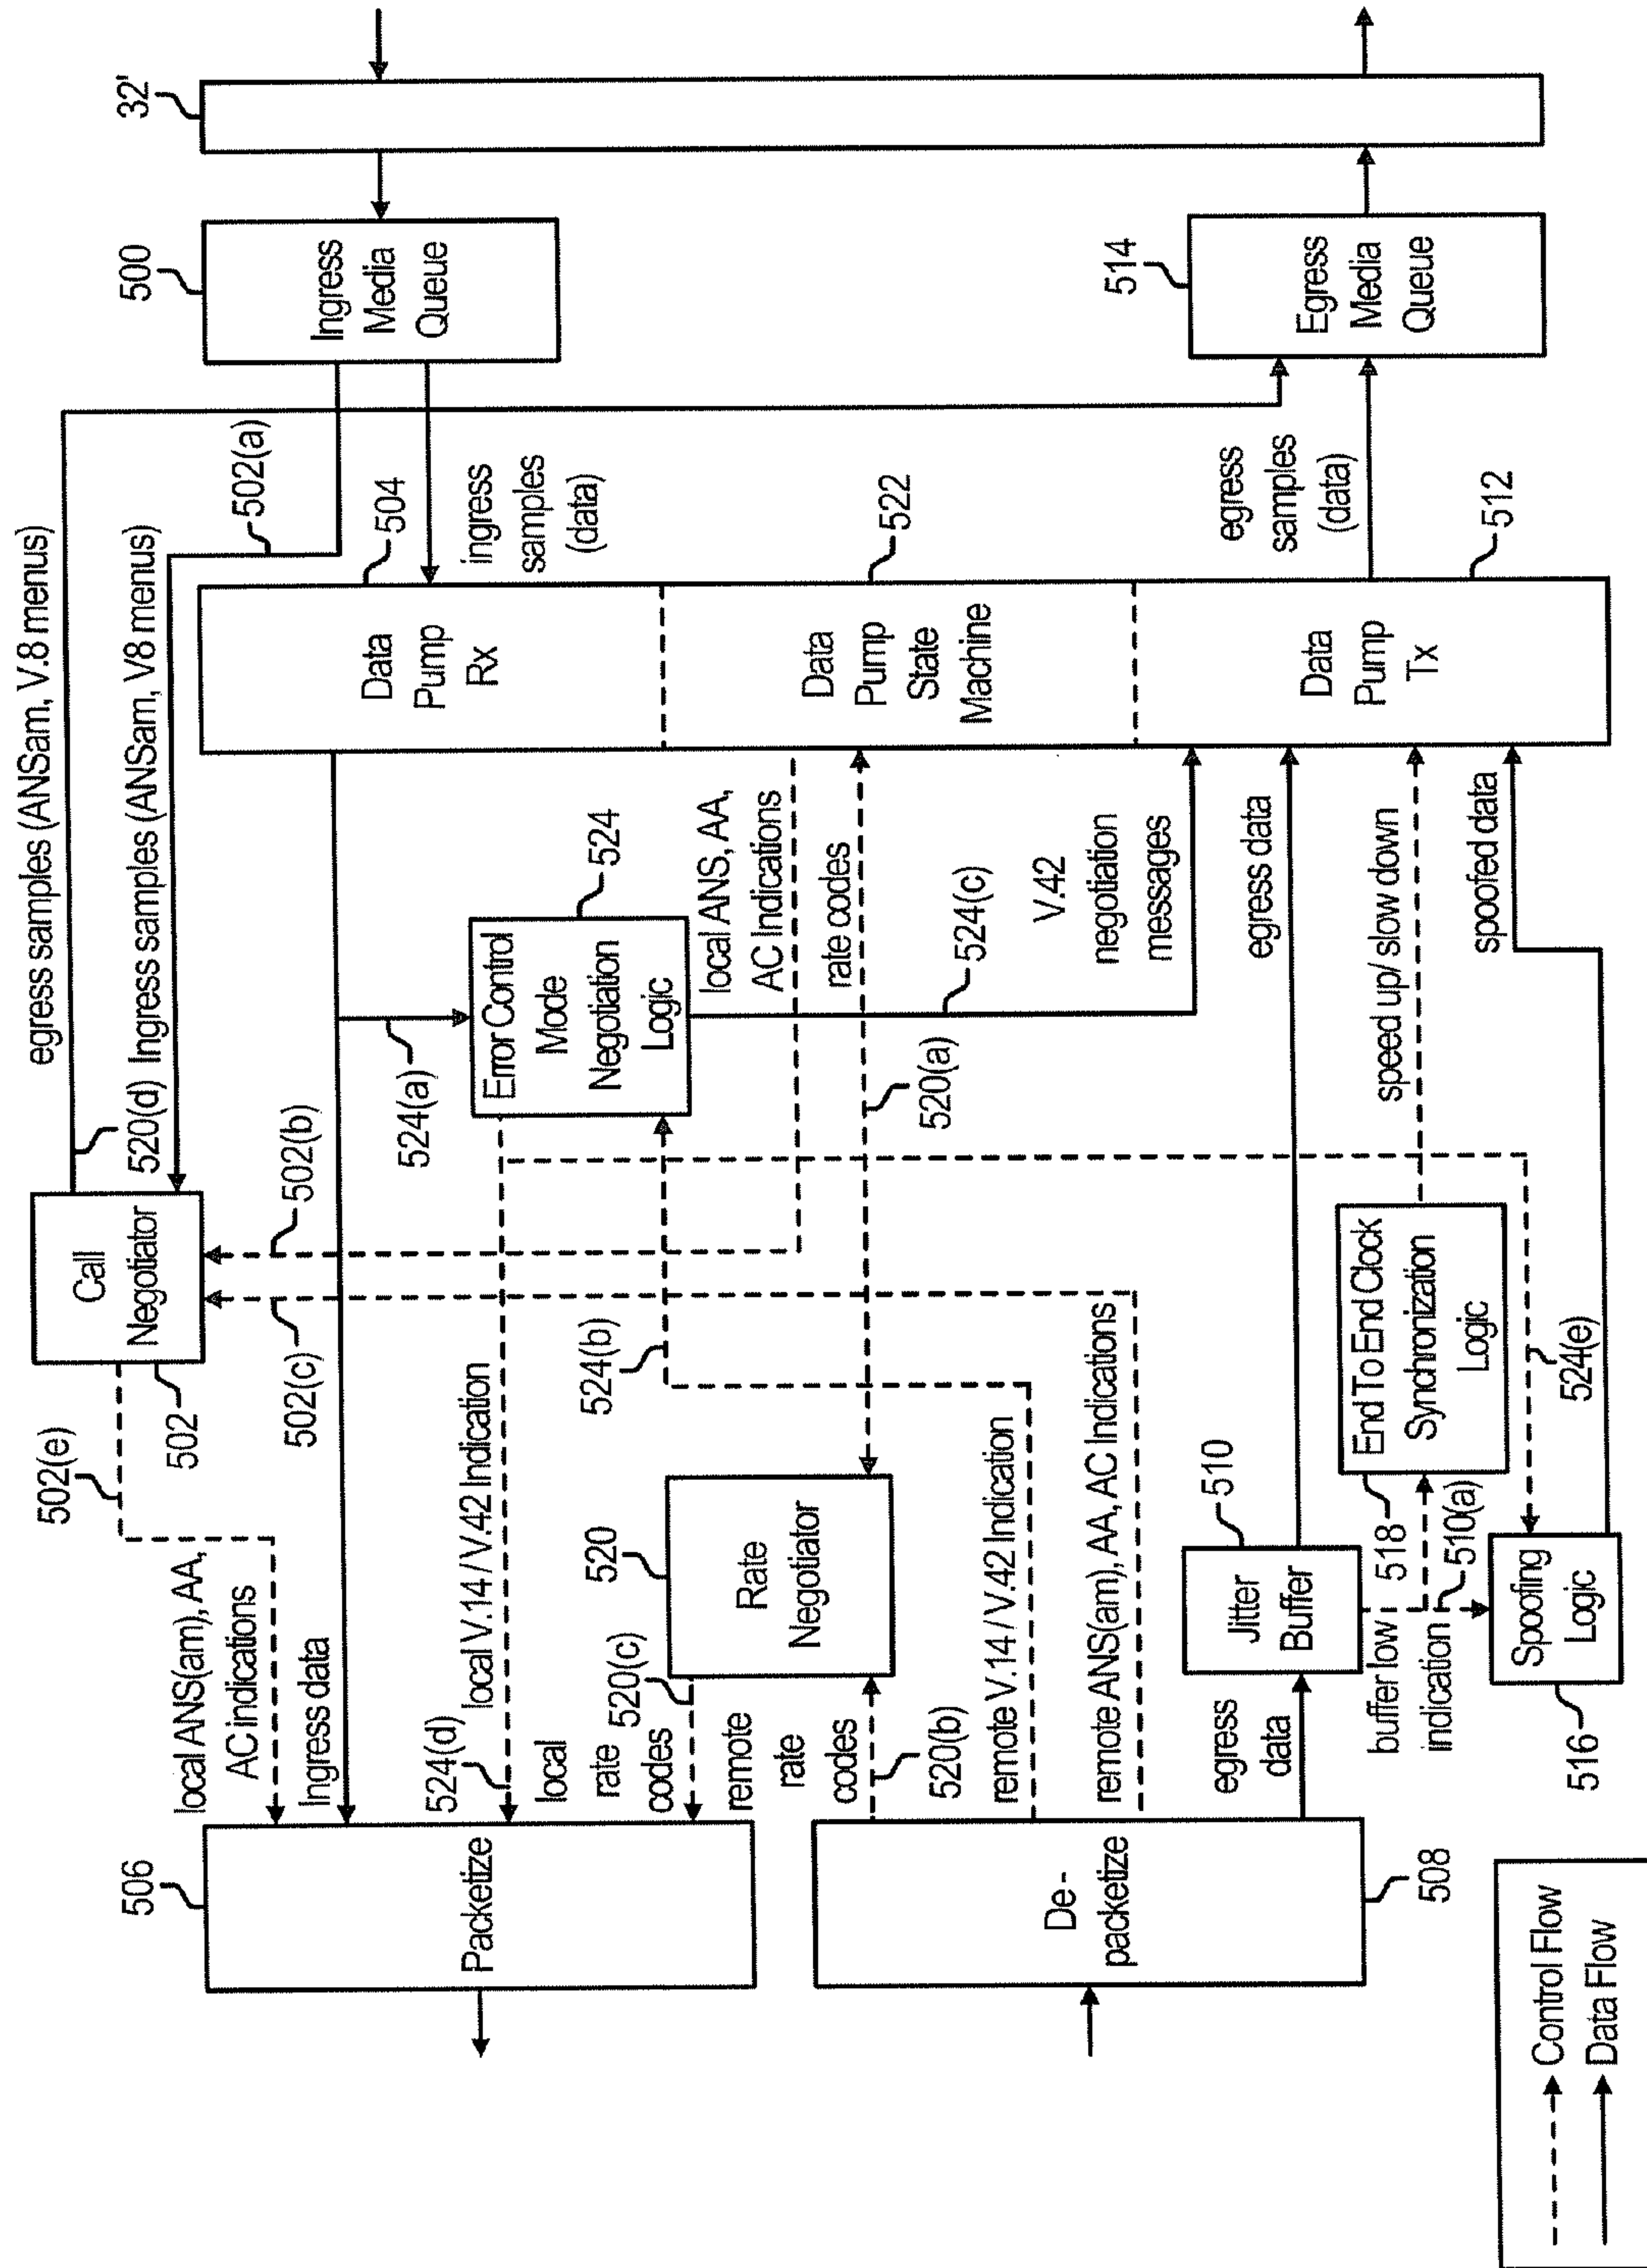 egress samples (ANSam, V.8 menus)
520(d)
Ingress samples (ANSam, V8 menus)
502(a)
500
32'
Ingress
Media
Queue
Call
Negotiator
502
502(e)
502(b)
502(c)
local ANS(am), AA,
AC indications
Ingress data
506
Packetize
504
Data
Pump
Rx
ingress
samples
(data)
524(a)
524
Error Control
Mode
Negotiation
Logic
524(d)
local V.14 / V.42 Indication
local
rate
codes
520(c)
520
Rate
Negotiator
remote
rate
codes
520(b)
524(b)
520(a)
local ANS, AA,
AC Indications
rate codes
524(c)
V.42
negotiation
messages
522
Data
Pump
State
Machine
De -
packetize
508
remote V.14 / V.42 Indication
remote ANS(am), AA, AC Indications
egress
data
510
Jitter
Buffer
egress data
buffer low
indication
510(a)
518
End To End Clock
Synchronization
Logic
speed up/ slow down
524(e)
516
Spoofing
Logic
spoofed data
512
Data
Pump
Tx
egress
samples
(data)
514
Egress
Media
Queue
Control Flow
Data Flow